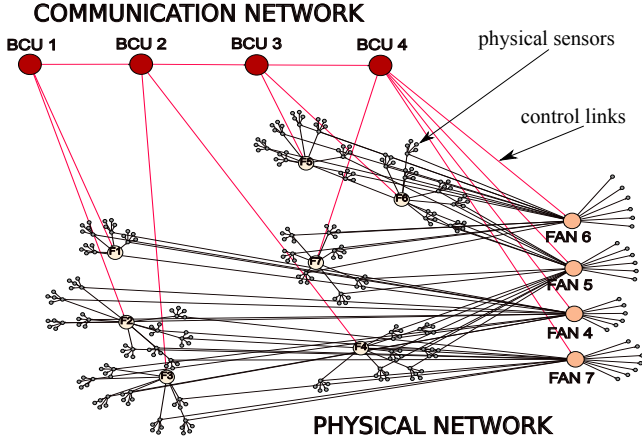 COMMUNICATION NETWORK
BCU 1
BCU 2
BCU 3
BCU 4
physical sensors
control links
F5
F6
FAN 6
F1
F7
FAN 5
F2
FAN 4
F4
F3
FAN 7
PHYSICAL NETWORK